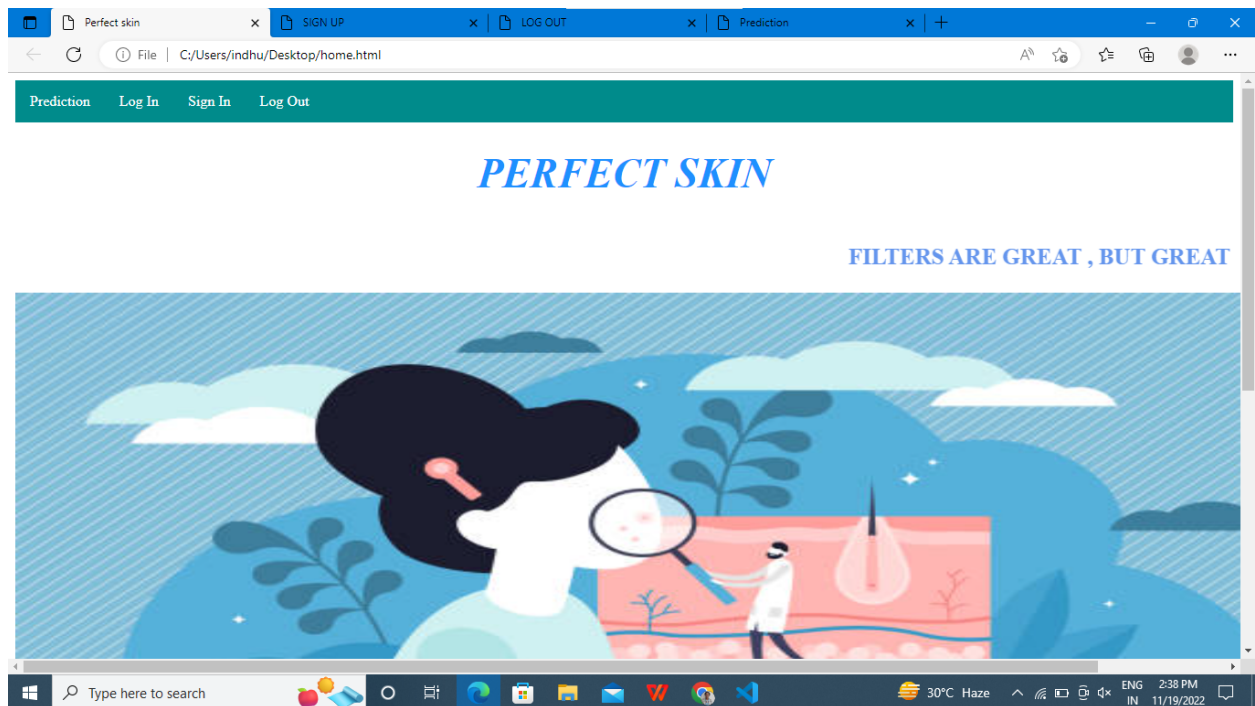 Perfect skin SIGN UP LOG OUT Prediction
File C:/Users/indhu/Desktop/home.html
Prediction Log In Sign In Log Out
PERFECT SKIN
FILTERS ARE GREAT , BUT GREAT
Type here to search 30°C Haze ENG 2:38 PM
IN 11/19/2022